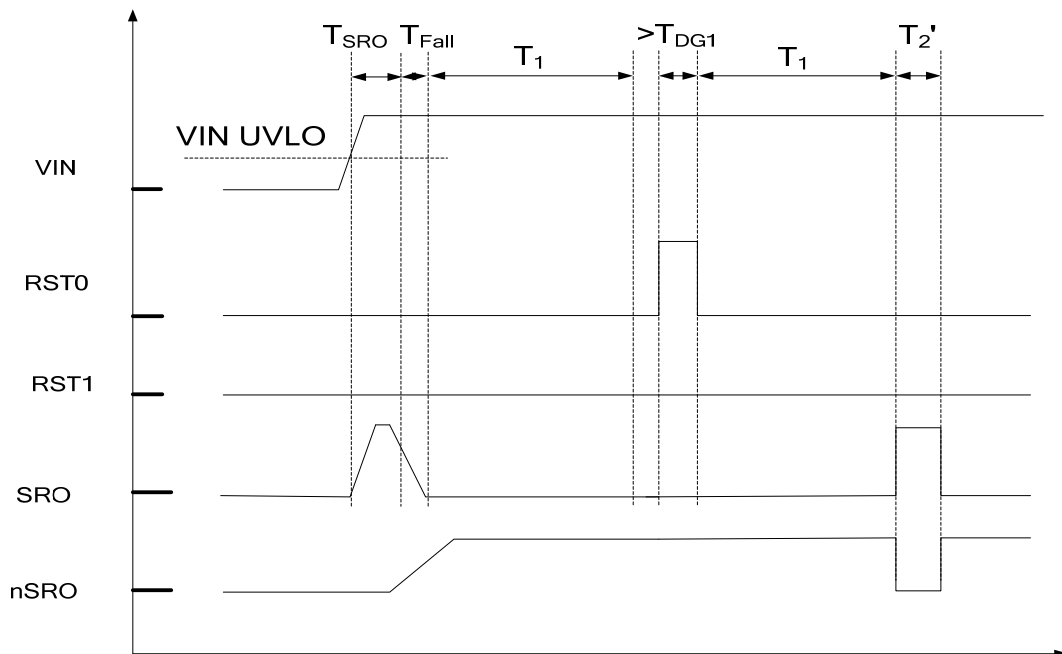 T_SRO T_Fall T_1 >T_DG1 T_1 T_2'
VIN UVLO
VIN
RST0
RST1
SRO
nSRO